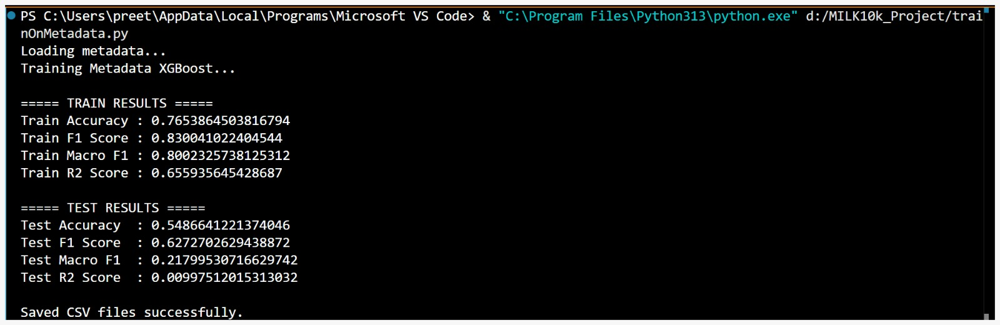 PS C:\Users\preet\AppData\Local\Programs\Microsoft VS Code> & "C:\Program Files\Python313\python.exe" d:/MILK10k_Project/trai
nOnMetadata.py
Loading metadata...
Training Metadata XGBoost...
===== TRAIN RESULTS =====
Train Accuracy : 0.7653864503816794
Train F1 Score : 0.830041022404544
Train Macro F1 : 0.8002325738125312
Train R2 Score : 0.655935645428687
===== TEST RESULTS =====
Test Accuracy  : 0.5486641221374046
Test F1 Score  : 0.6272702629438872
Test Macro F1  : 0.21799530716629742
Test R2 Score  : 0.00997512015313032
Saved CSV files successfully.